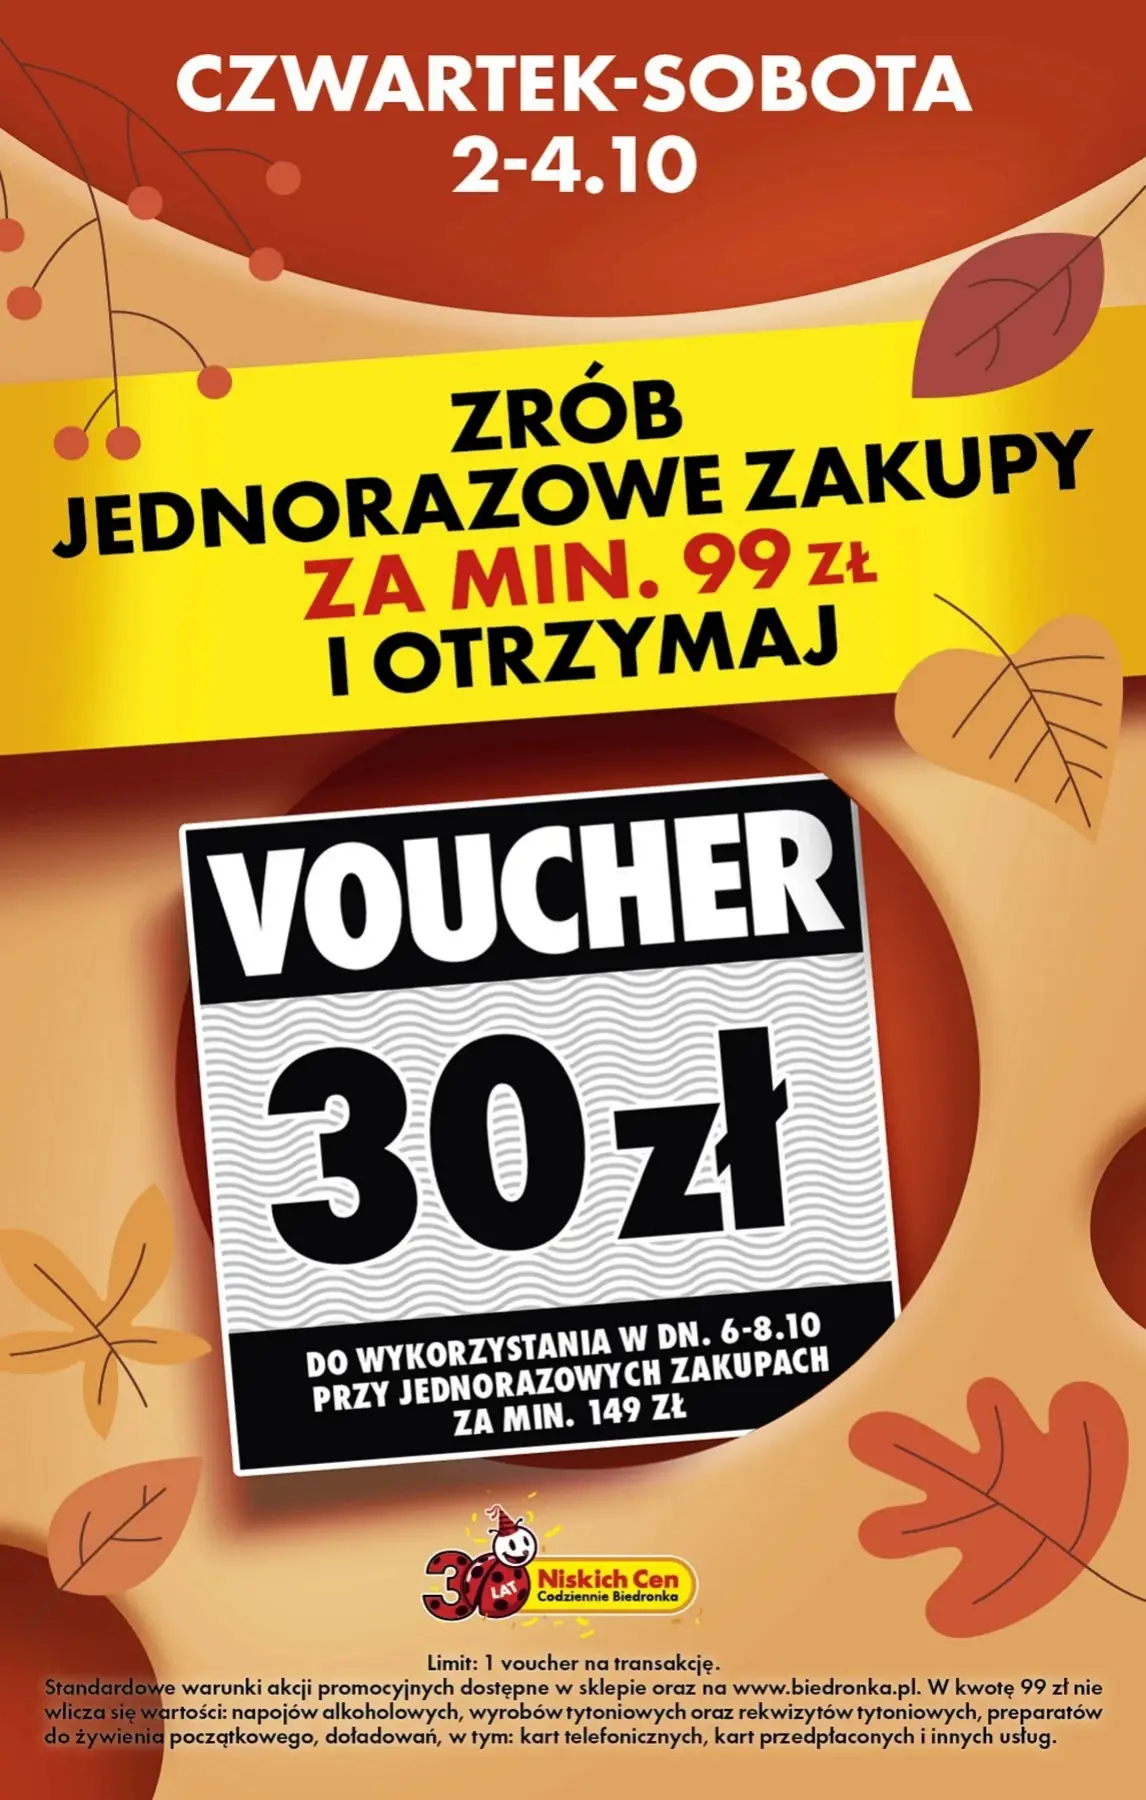 CZWARTEK-SOBOTA
2-4.10
ZRÓB
JEDNORAZOWE ZAKUPY
ZA MIN. 99 ZŁ
I OTRZYMAJ
VOUCHER
30 zł
DO WYKORZYSTANIA W DN. 6-8.10
PRZY JEDNORAZOWYCH ZAKUPACH
ZA MIN. 149 ZŁ
30 LAT
Niskich Cen
Codziennie Biedronka
Limit: 1 voucher na transakcję.
Standardowe warunki akcji promocyjnych dostępne w sklepie oraz na www.biedronka.pl. W kwotę 99 zł nie
wlicza się wartości: napojów alkoholowych, wyrobów tytoniowych oraz rekwizytów tytoniowych, preparatów
do żywienia początkowego, doładowań, w tym: kart telefonicznych, kart przedpłaconych i innych usług.